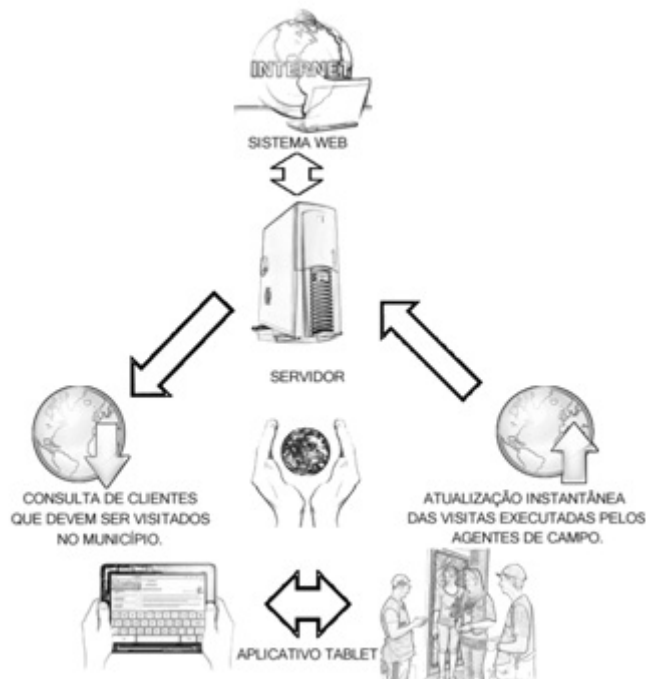 INTERNET
SISTEMA WEB
SERVIDOR
CONSULTA DE CLIENTES
QUE DEVEM SER VISITADOS
NO MUNICÍPIO.
ATUALIZAÇÃO INSTANTÂNEA
DAS VISITAS EXECUTADAS PELOS
AGENTES DE CAMPO.
APLICATIVO TABLET